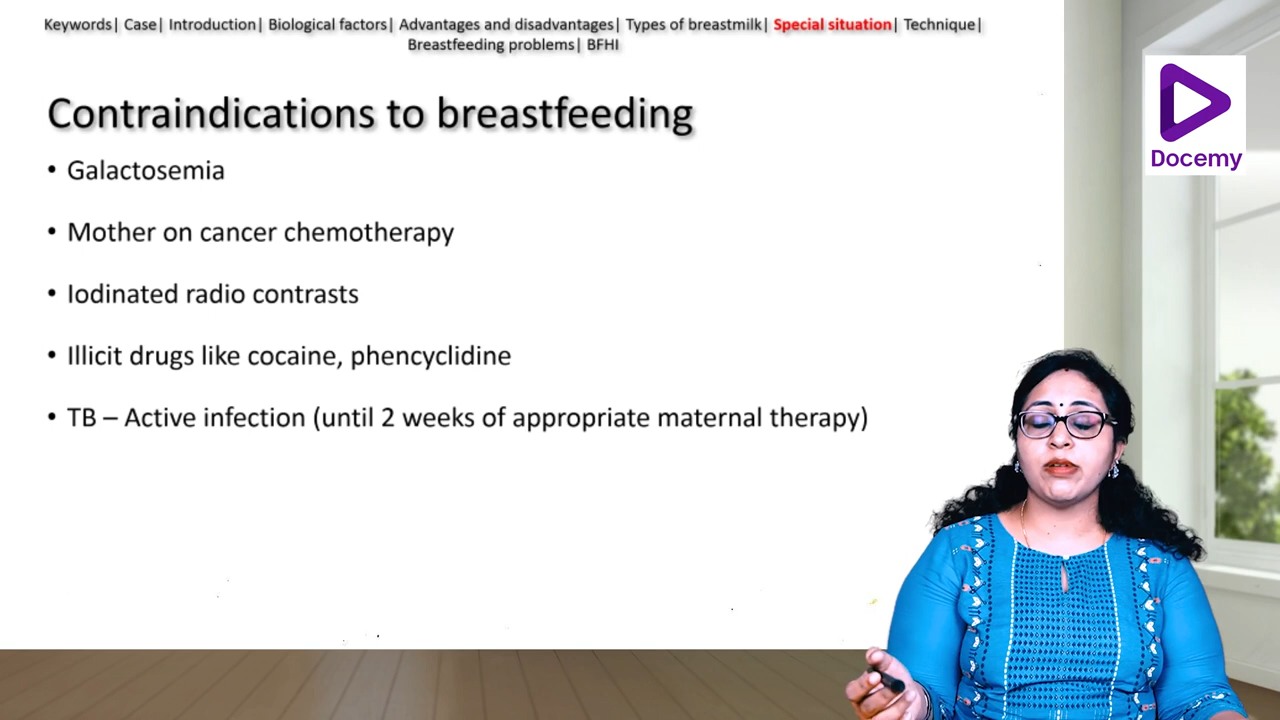 Keywords| Case| Introduction| Biological factors| Advantages and disadvantages| Types of breastmilk| Special situation| Technique|
Breastfeeding problems| BFHI
Docemy
Contraindications to breastfeeding
• Galactosemia
• Mother on cancer chemotherapy
• Iodinated radio contrasts
• Illicit drugs like cocaine, phencyclidine
• TB – Active infection (until 2 weeks of appropriate maternal therapy)